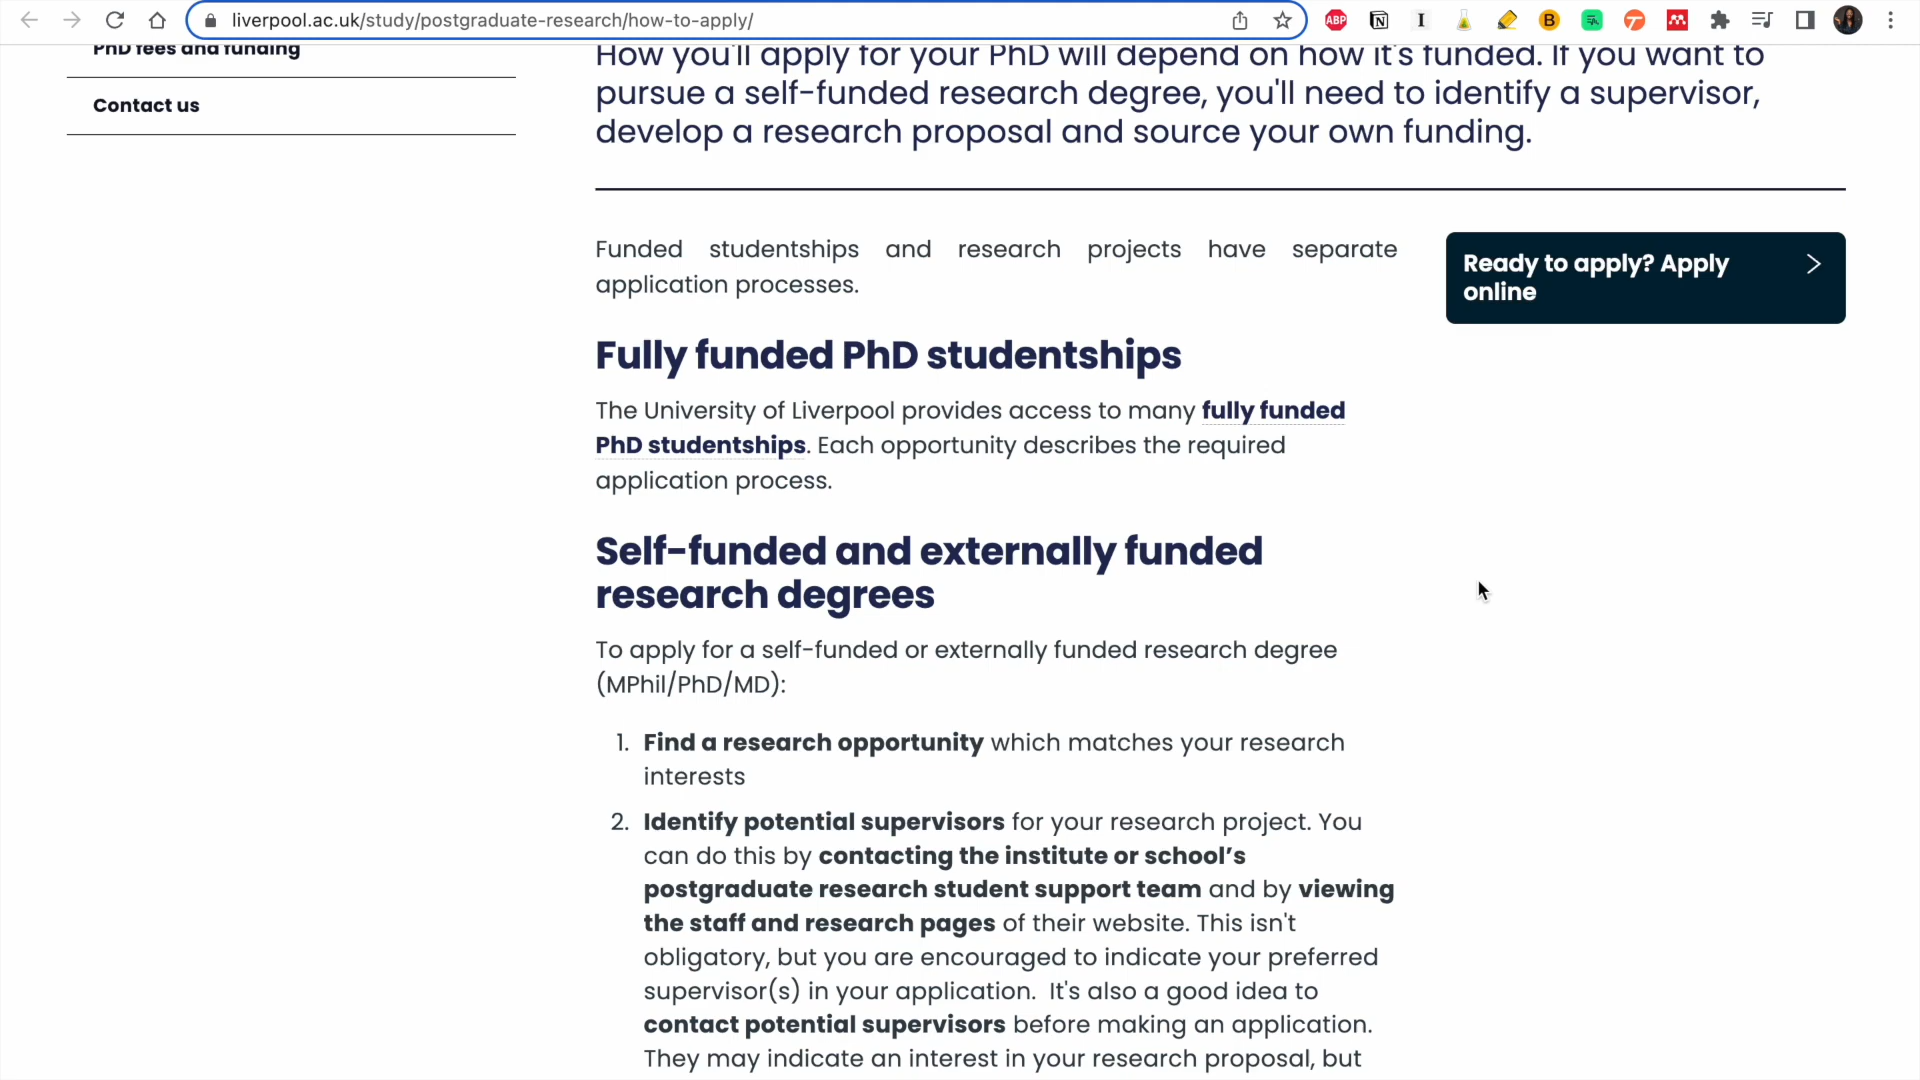 liverpool.ac.uk/study/postgraduate-research/how-to-apply/
ABP
N
I
B
PhD fees and funding
Contact us
How you'll apply for your PhD will depend on how it's funded. If you want to
pursue a self-funded research degree, you'll need to identify a supervisor,
develop a research proposal and source your own funding.
Funded studentships and research projects have separate
application processes.
Ready to apply? Apply
online
Fully funded PhD studentships
The University of Liverpool provides access to many fully funded
PhD studentships. Each opportunity describes the required
application process.
Self-funded and externally funded
research degrees
To apply for a self-funded or externally funded research degree
(MPhil/PhD/MD):
1. Find a research opportunity which matches your research
interests
2. Identify potential supervisors for your research project. You
can do this by contacting the institute or school’s
postgraduate research student support team and by viewing
the staff and research pages of their website. This isn't
obligatory, but you are encouraged to indicate your preferred
supervisor(s) in your application. It's also a good idea to
contact potential supervisors before making an application.
They may indicate an interest in your research proposal, but